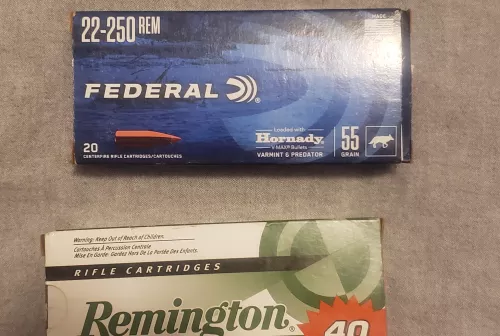 22-250 REM
FEDERAL
20
CENTERFIRE RIFLE CARTRIDGES/CARTOUCHES
Loaded with
Hornady
V-MAX Bullets
VARMINT & PREDATOR
55
GRAIN
Warning: Keep Out of Reach of Children.
Cartouches À Percussion Centrale
Mise En Garde: Gardez Hors De La Portée Des Enfants.
RIFLE CARTRIDGES
Remington
40